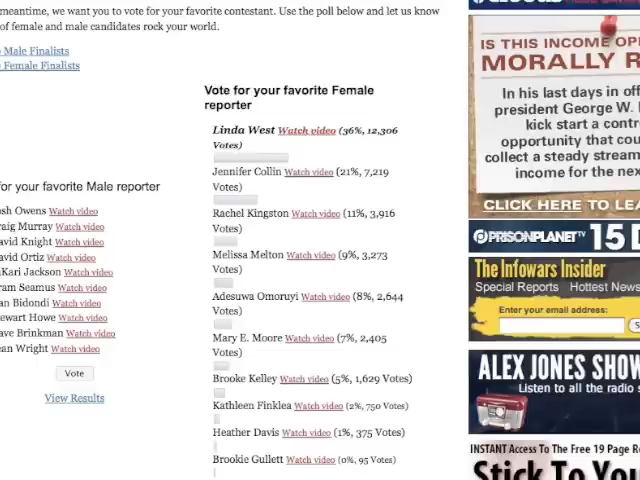 meantime, we want you to vote for your favorite contestant. Use the poll below and let us know
of female and male candidates rock your world.
Male Finalists
Female Finalists
Vote for your favorite Female
reporter
Linda West Watch video (36%, 12,306
Votes)
Jennifer Collin Watch video (21%, 7,219
Votes)
Rachel Kingston Watch video (11%, 3,916
Votes)
Melissa Melton Watch video (9%, 3,273
Votes)
Adesuwa Omoruyi Watch video (8%, 2,644
Votes)
Mary E. Moore Watch video (7%, 2,405
Votes)
Brooke Kelley Watch video (5%, 1,629 Votes)
Kathleen Finklea Watch video (2%, 750 Votes)
Heather Davis Watch video (1%, 375 Votes)
Brookie Gullett Watch video (0%, 95 Votes)
for your favorite Male reporter
sh Owens Watch video
raig Murray Watch video
avid Knight Watch video
avid Ortiz Watch video
Kari Jackson Watch video
ram Seamus Watch video
an Bidondi Watch video
tewart Howe Watch video
ave Brinkman Watch video
ean Wright Watch video
Vote
View Results
IS THIS INCOME OP
MORALLY R
In his last days in off
president George W.
kick start a contr
opportunity that cou
collect a steady stream
income for the nex
CLICK HERE TO LEA
PRISONPLANET TV 15 D
The Infowars Insider
Special Reports Hottest News
Enter your email address:
S
ALEX JONES SHOW
Listen to all the radio s
INSTANT Access To The Free 19 Page Re
Stick To You